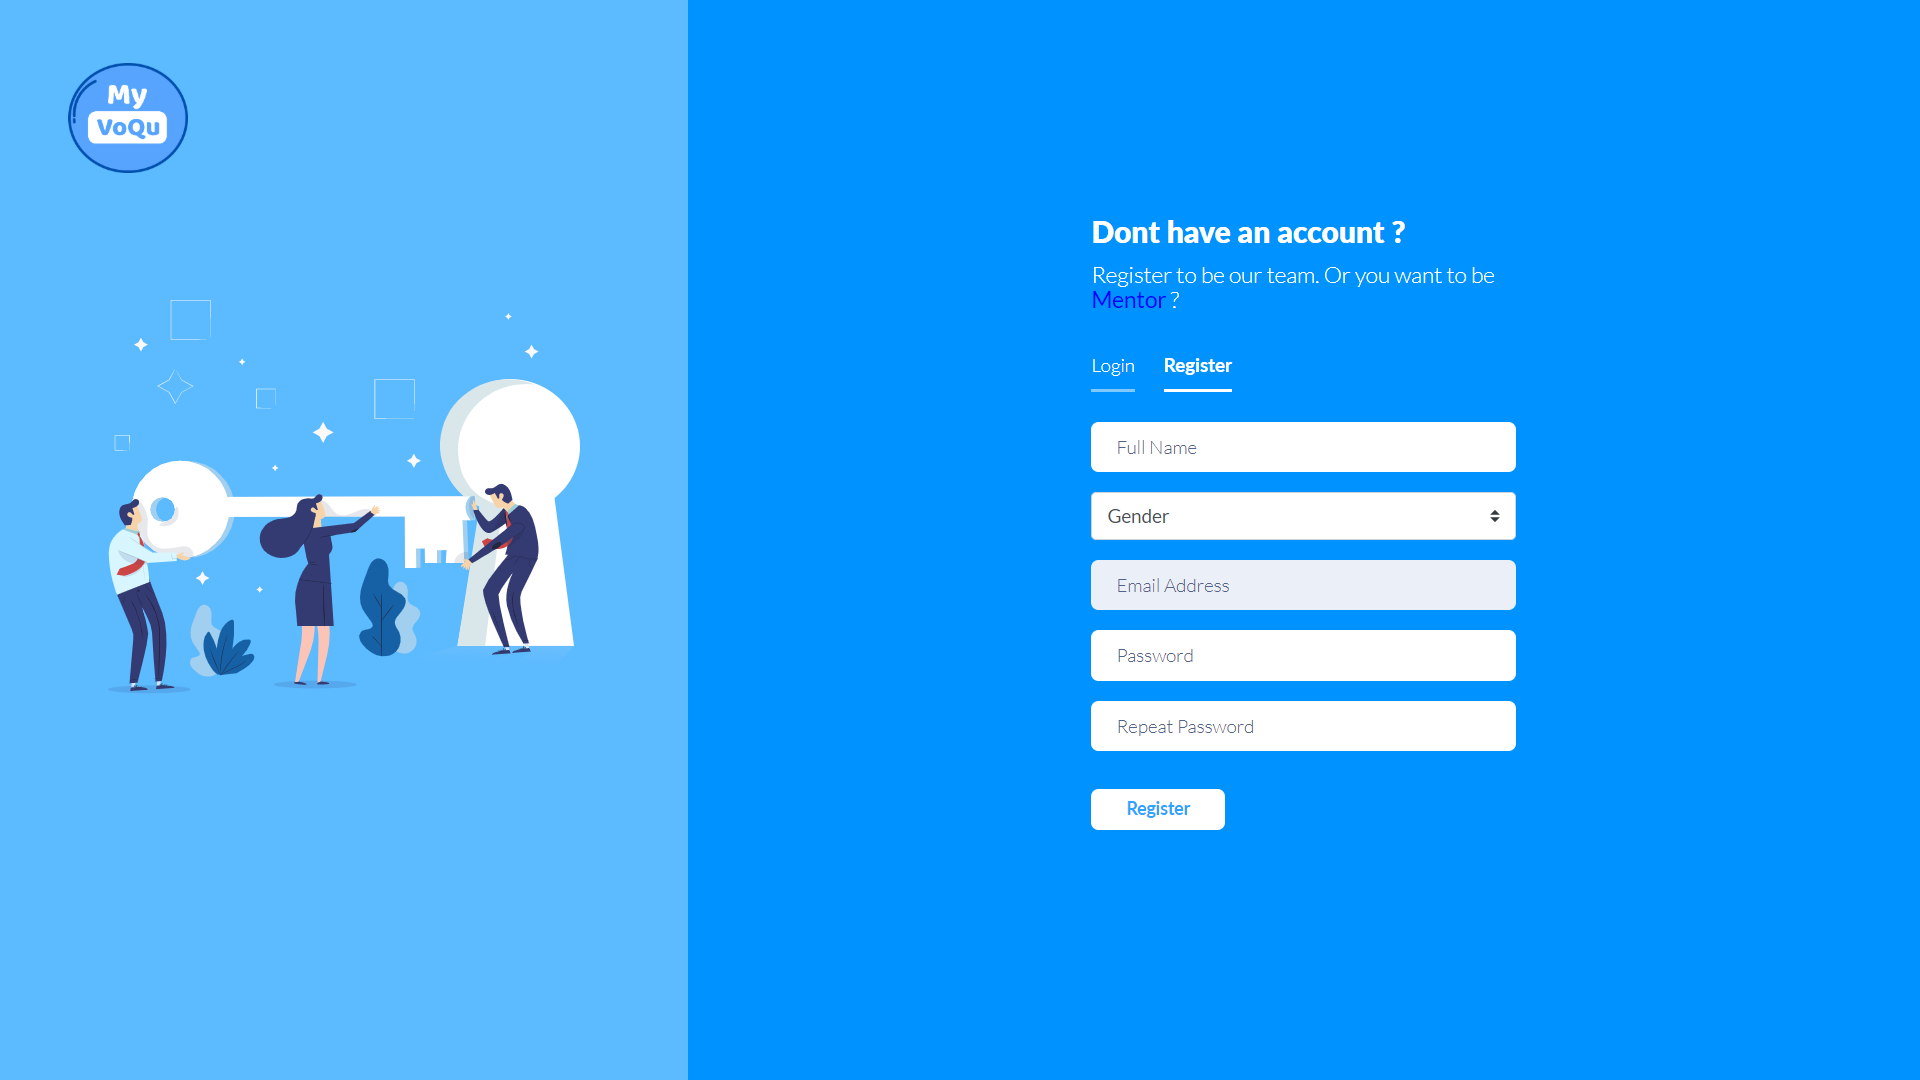 My
VoQu
Dont have an account ?
Register to be our team. Or you want to be
Mentor ?
Login
Register
Full Name
Gender
Email Address
Password
Repeat Password
Register